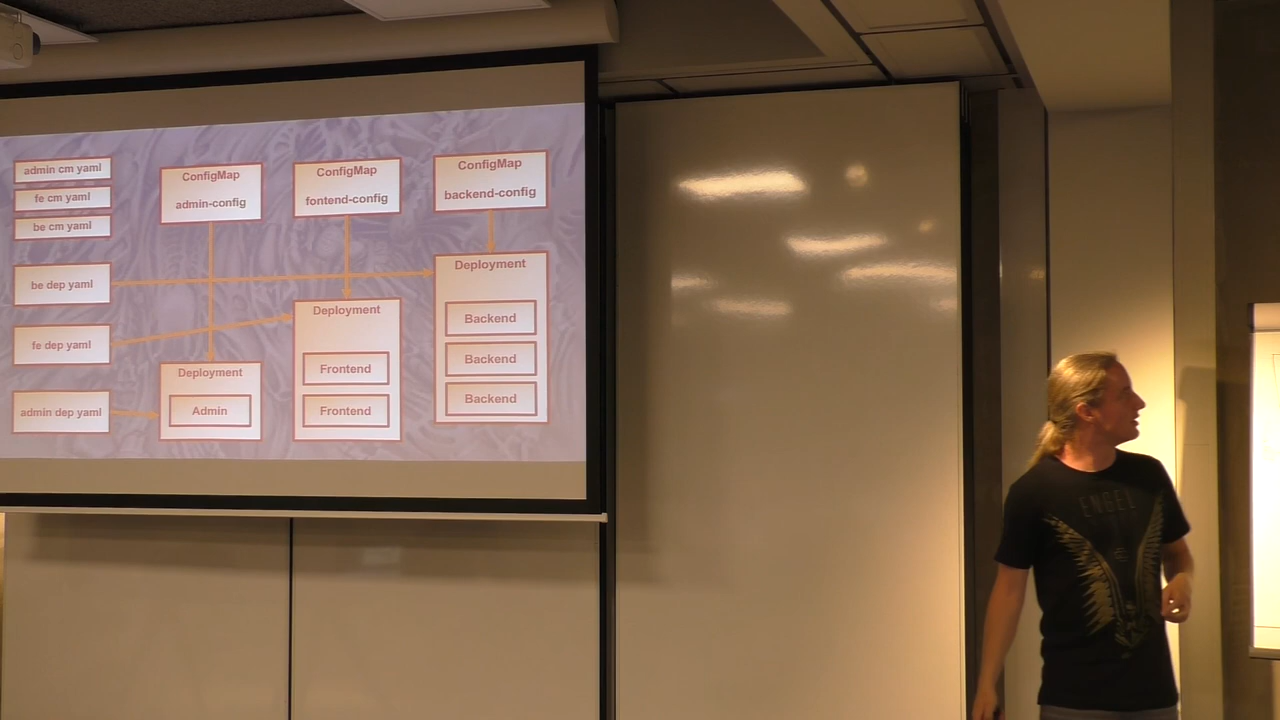 admin cm yaml
fe cm yaml
be cm yaml
be dep yaml
fe dep yaml
admin dep yaml
ConfigMap
admin-config
ConfigMap
fontend-config
ConfigMap
backend-config
Deployment
Admin
Deployment
Frontend
Frontend
Deployment
Backend
Backend
Backend
ENGEL